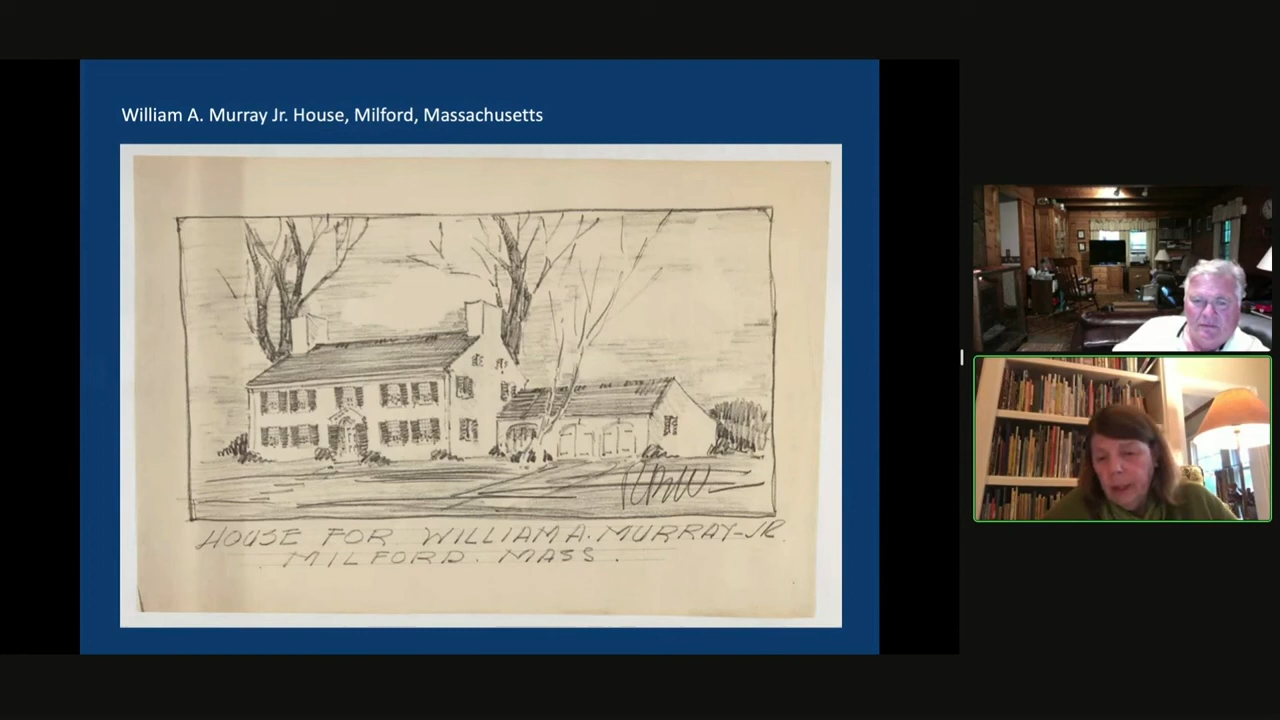 William A. Murray Jr. House, Milford, Massachusetts
HOUSE FOR WILLIAM A. MURRAY-JR.
MILFORD. MASS.